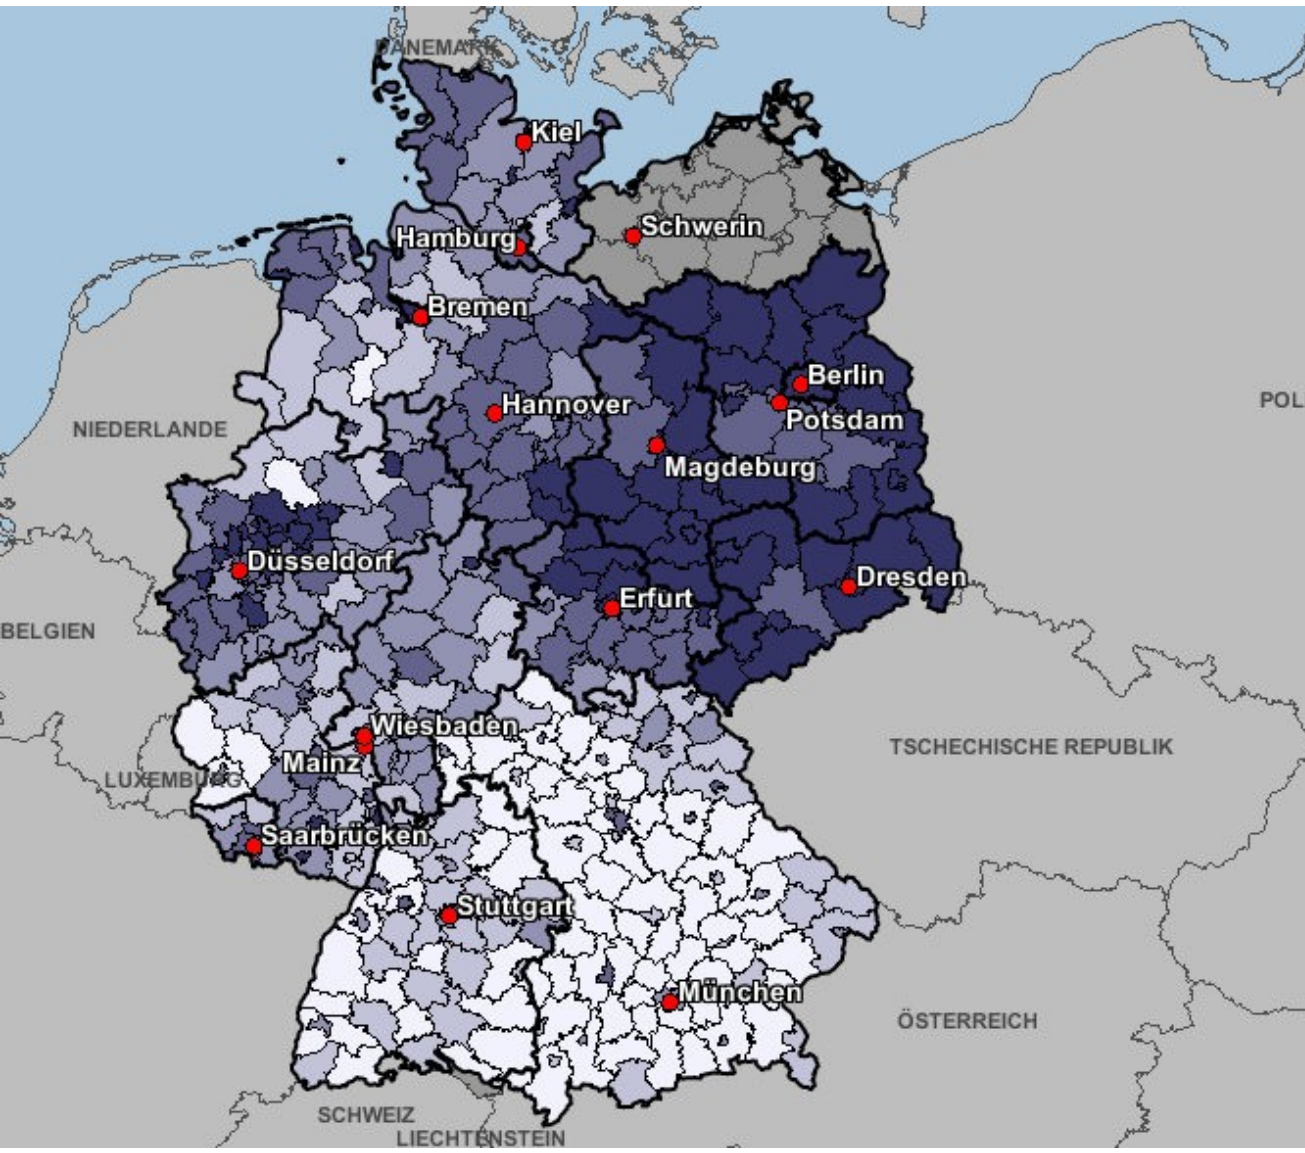 DÄNEMARK
Kiel
Schwerin
Hamburg
Bremen
Berlin
Hannover
Potsdam
POL
NIEDERLANDE
Magdeburg
Düsseldorf
Dresden
Erfurt
BELGIEN
Wiesbaden
TSCHECHISCHE REPUBLIK
Mainz
LUXEMBURG
Saarbrücken
Stuttgart
München
ÖSTERREICH
SCHWEIZ
LIECHTENSTEIN